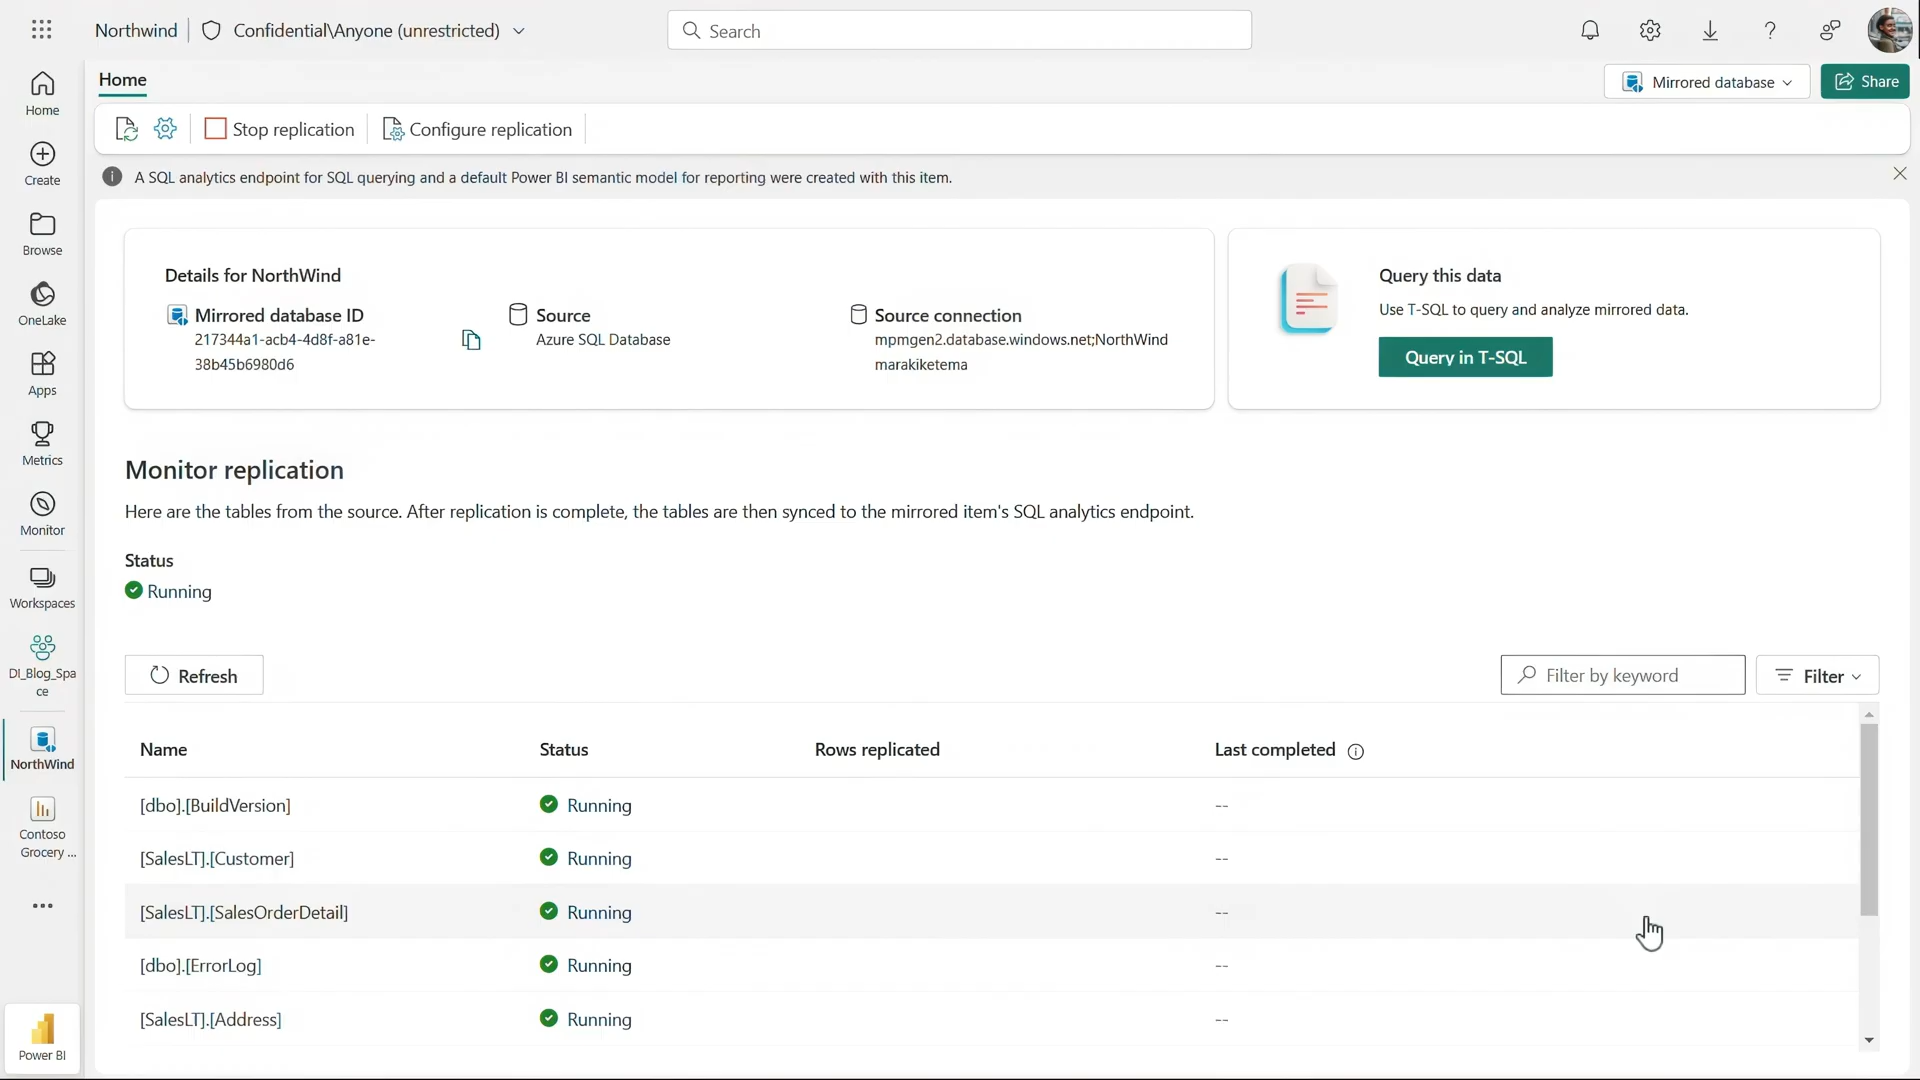 Northwind
Confidential\Anyone (unrestricted)
Search
Home
Mirrored database
Share
Stop replication
Configure replication
A SQL analytics endpoint for SQL querying and a default Power BI semantic model for reporting were created with this item.
Home
Create
Browse
OneLake
Apps
Metrics
Monitor
Workspaces
DI_Blog_Spa
ce
NorthWind
Contoso
Grocery ...
Power BI
Details for NorthWind
Mirrored database ID
217344a1-acb4-4d8f-a81e-
38b45b6980d6
Source
Azure SQL Database
Source connection
mpmgen2.database.windows.net;NorthWind
marakiketema
Query this data
Use T-SQL to query and analyze mirrored data.
Query in T-SQL
Monitor replication
Here are the tables from the source. After replication is complete, the tables are then synced to the mirrored item's SQL analytics endpoint.
Status
Running
Refresh
Filter by keyword
Filter
Name Status Rows replicated Last completed
[dbo].[BuildVersion] Running --
[SalesLT].[Customer] Running --
[SalesLT].[SalesOrderDetail] Running --
[dbo].[ErrorLog] Running --
[SalesLT].[Address] Running --